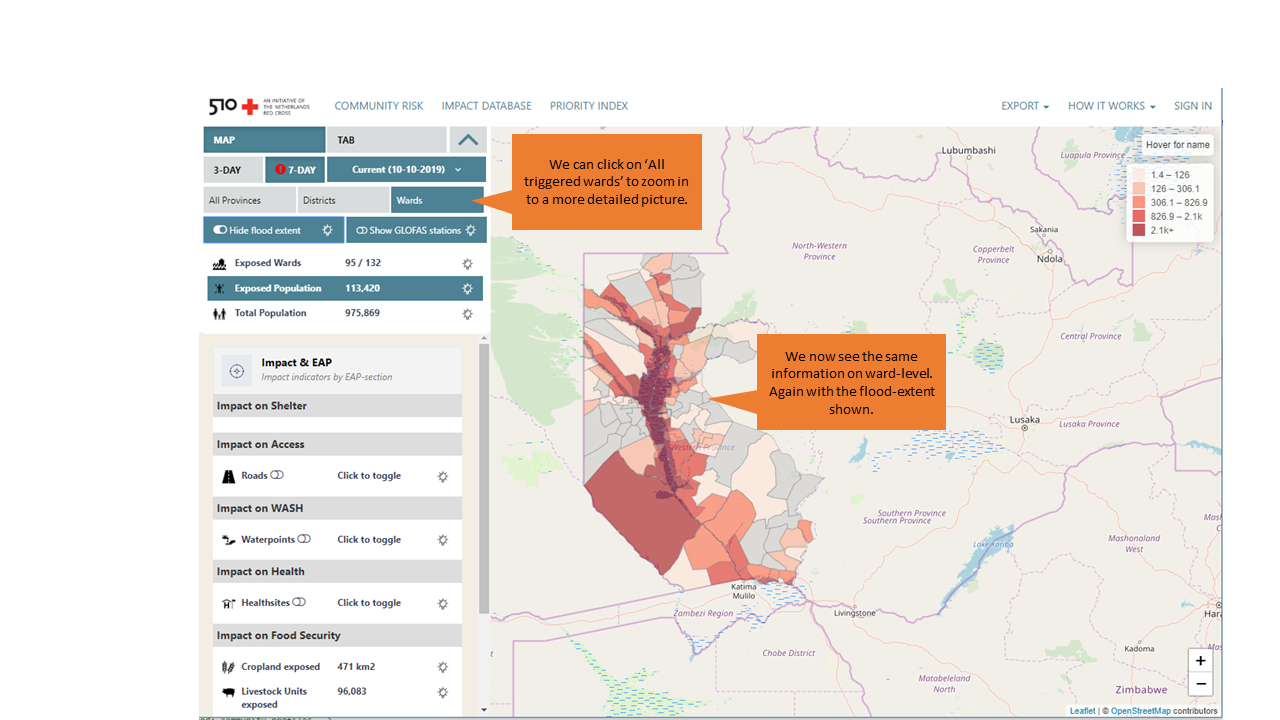 510
AN INITIATIVE OF
THE NETHERLANDS
RED CROSS
COMMUNITY RISK
IMPACT DATABASE
PRIORITY INDEX
EXPORT
HOW IT WORKS
SIGN IN
MAP
TAB
3-DAY
7-DAY
Current (10-10-2019)
All Provinces
Districts
Wards
Hide flood extent
Show GLOFAS stations
Exposed Wards 95 / 132
Exposed Population 113,420
Total Population 975,869
Impact & EAP
Impact indicators by EAP-section
Impact on Shelter
Impact on Access
Roads Click to toggle
Impact on WASH
Waterpoints Click to toggle
Impact on Health
Healthsites Click to toggle
Impact on Food Security
Cropland exposed 471 km2
Livestock Units
exposed
96,083
We can click on ‘All
triggered wards’ to zoom in
to a more detailed picture.
We now see the same
information on ward-level.
Again with the flood-extent
shown.
Hover for name
1.4 – 126
126 – 306.1
306.1 – 826.9
826.9 – 2.1k
2.1k+
Lubumbashi
Luapula Province
Sakania
Ndola
North-Western
Province
Copperbelt
Province
Central Province
Lusaka
Lusaka Province
Southern Province
Southern Province
Lake Kariba
Mashonaland
West
Katima
Mulilo
Zambezi Region
Livingstone
Chobe District
Matabeleland
North
Kadoma
Zimbabwe
+
−
Leaflet | © OpenStreetMap contributors